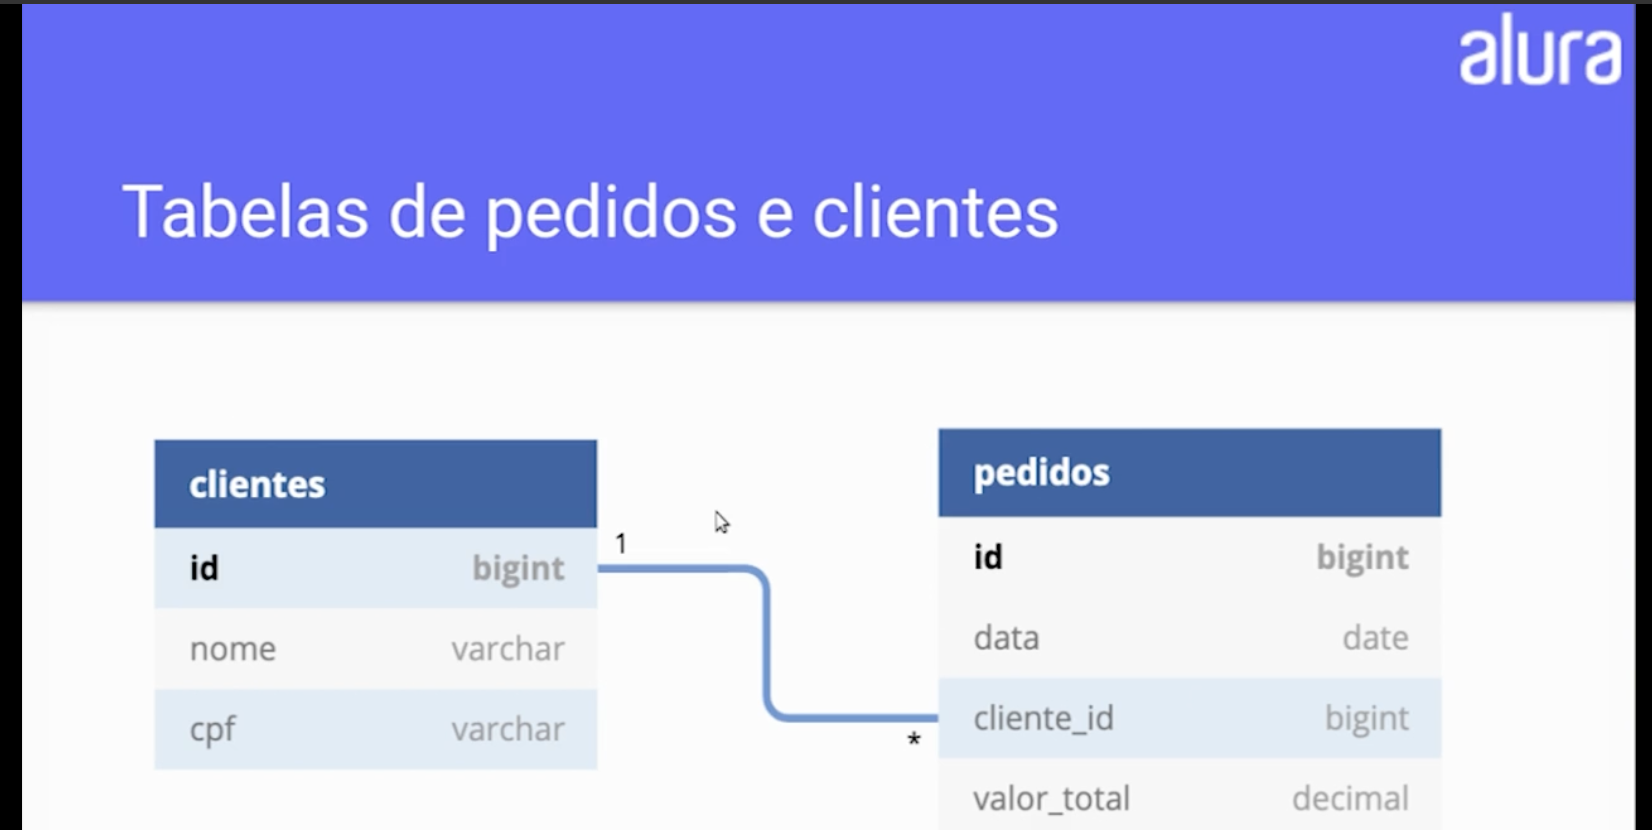 alura
Tabelas de pedidos e clientes
clientes
id bigint
nome varchar
cpf varchar
1
*
pedidos
id bigint
data date
cliente_id bigint
valor_total decimal